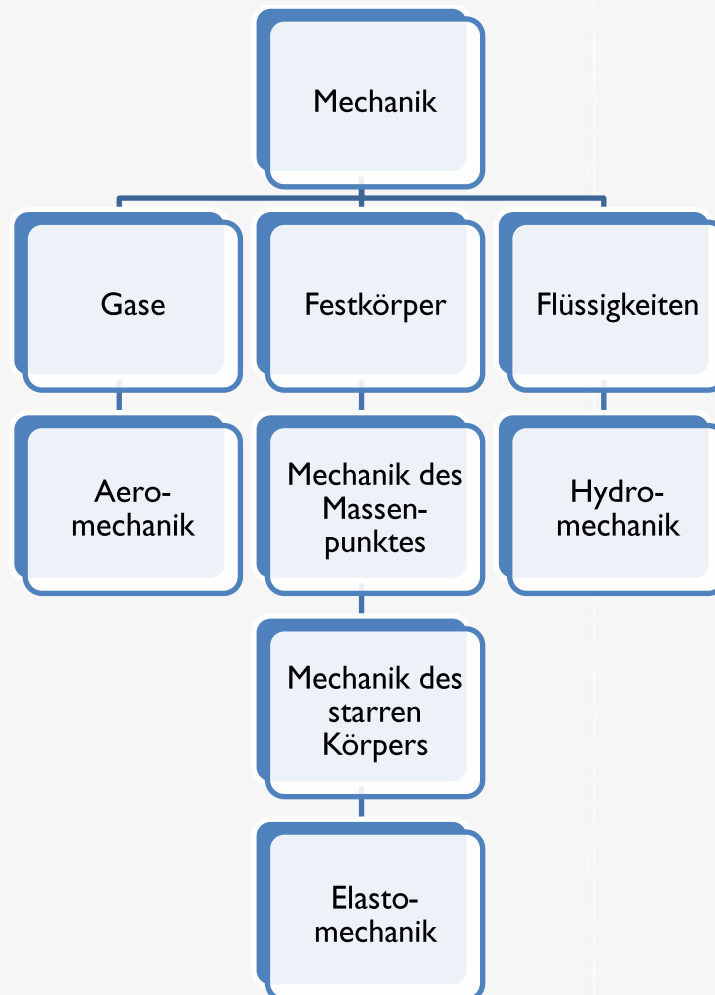 Mechanik
Gase
Festkörper
Flüssigkeiten
Aero-
mechanik
Mechanik des
Massen-
punktes
Hydro-
mechanik
Mechanik des
starren
Körpers
Elasto-
mechanik